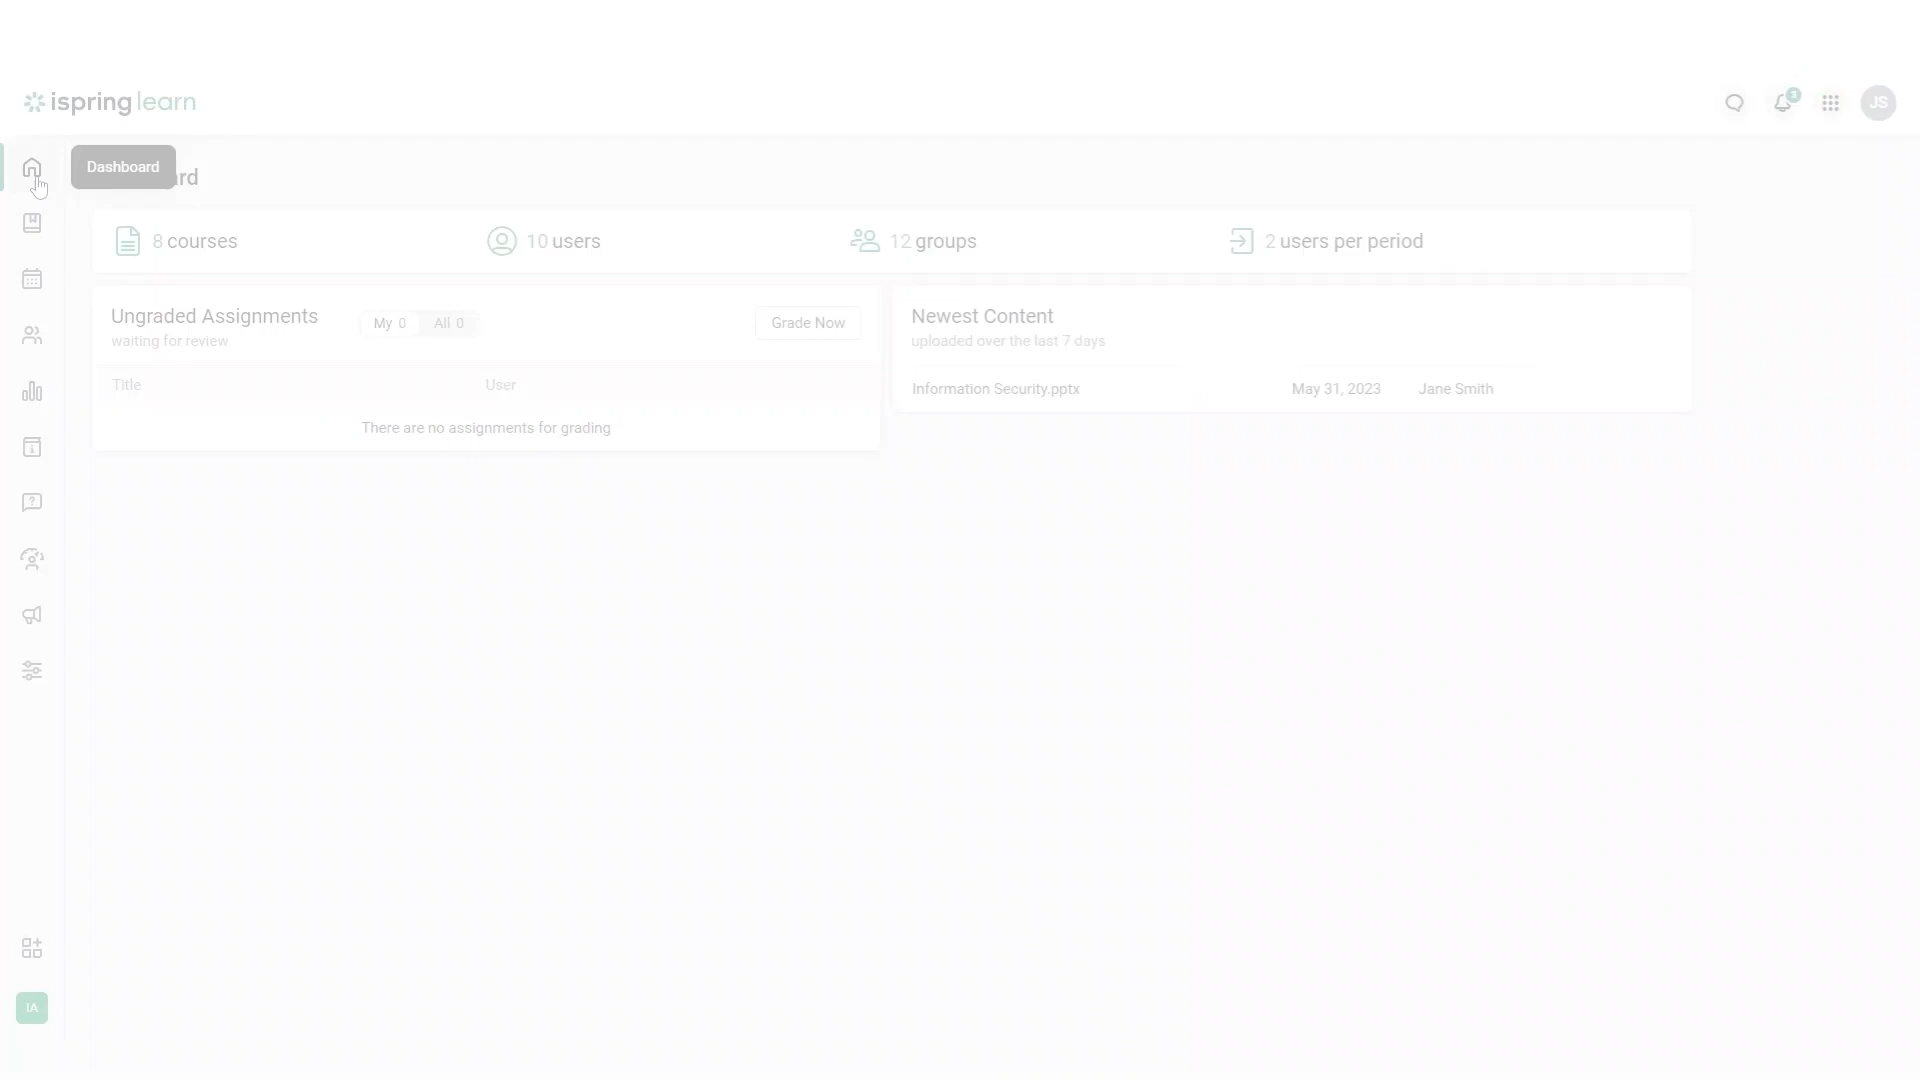 ispring learn
3
JS
Dashboard
rd
8 courses
10 users
12 groups
2 users per period
Ungraded Assignments
My 0
All 0
Grade Now
waiting for review
Title
User
There are no assignments for grading
Newest Content
uploaded over the last 7 days
Information Security.pptx
May 31, 2023
Jane Smith
IA